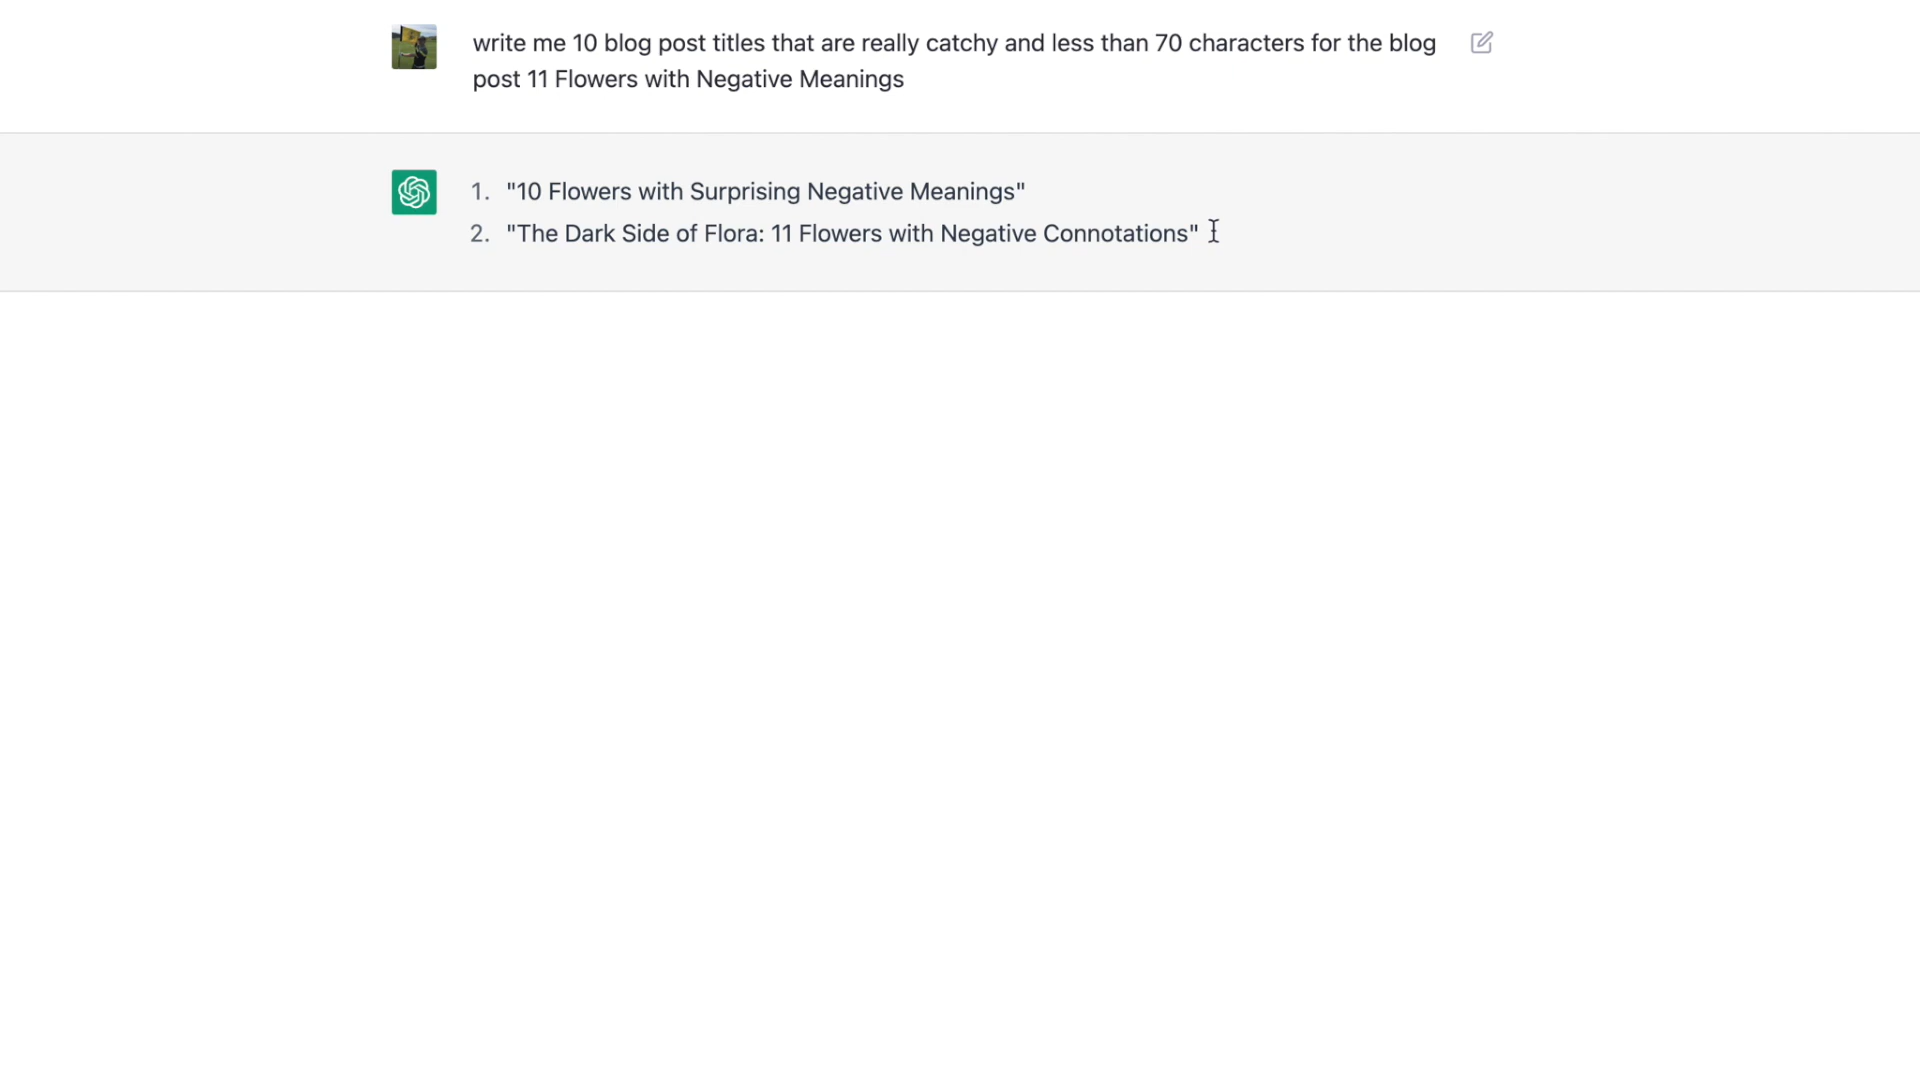 write me 10 blog post titles that are really catchy and less than 70 characters for the blog
post 11 Flowers with Negative Meanings
1. "10 Flowers with Surprising Negative Meanings"
2. "The Dark Side of Flora: 11 Flowers with Negative Connotations"